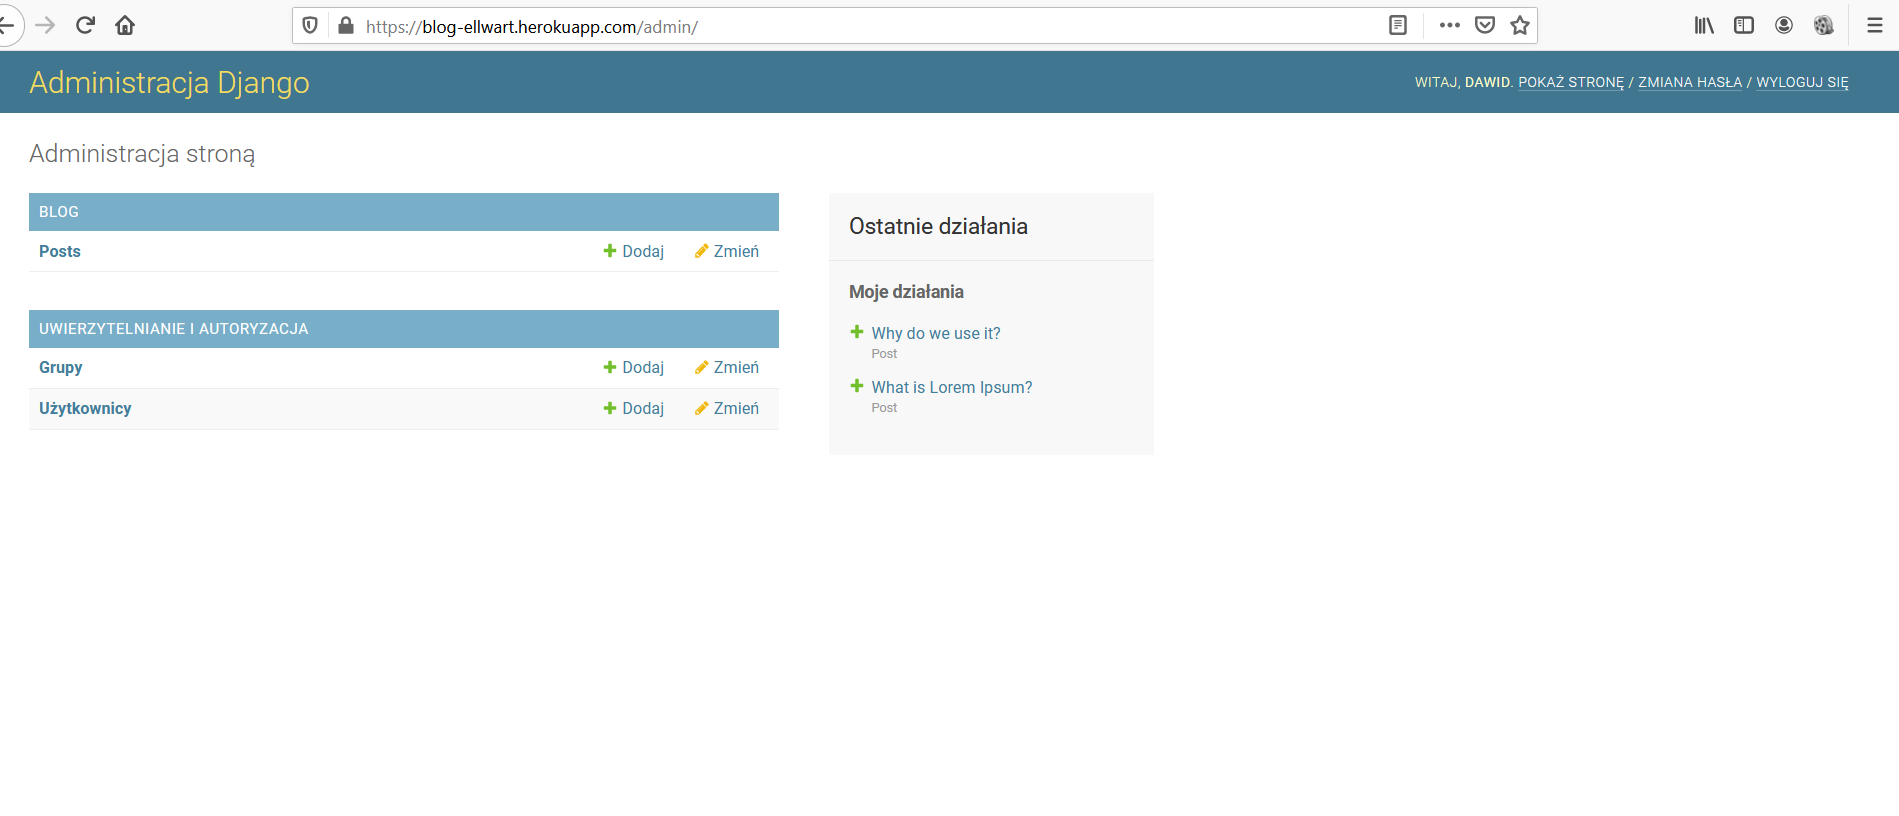 https://blog-ellwart.herokuapp.com/admin/
Administracja Django
WITAJ, DAWID. POKAŻ STRONĘ / ZMIANA HASŁA / WYLOGUJ SIĘ
Administracja stroną
BLOG
Posts Dodaj Zmień
UWIERZYTELNIANIE I AUTORYZACJA
Grupy Dodaj Zmień
Użytkownicy Dodaj Zmień
Ostatnie działania
Moje działania
Why do we use it?
Post
What is Lorem Ipsum?
Post